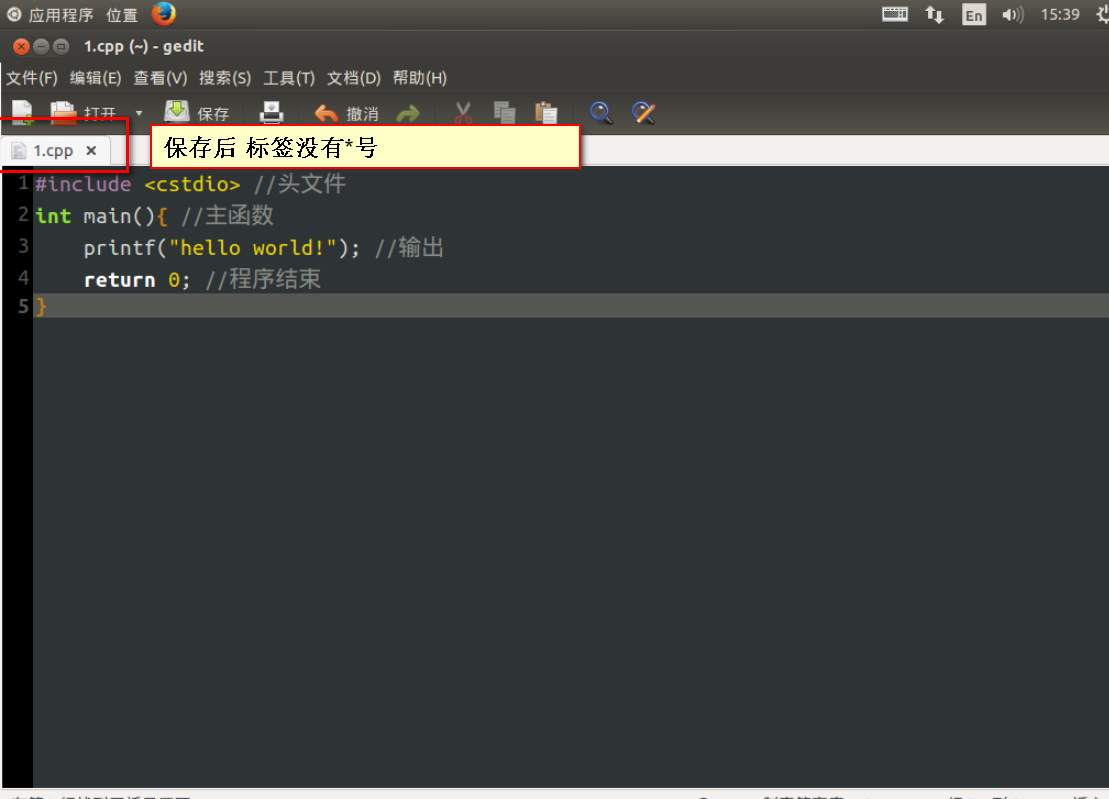 应用程序 位置 En 15:39
1.cpp (~) - gedit
文件(F) 编辑(E) 查看(V) 搜索(S) 工具(T) 文档(D) 帮助(H)
打开 保存 撤消
1.cpp ×
保存后 标签没有*号
1 #include <cstdio> //头文件
2 int main(){ //主函数
3 printf("hello world!"); //输出
4 return 0; //程序结束
5 }